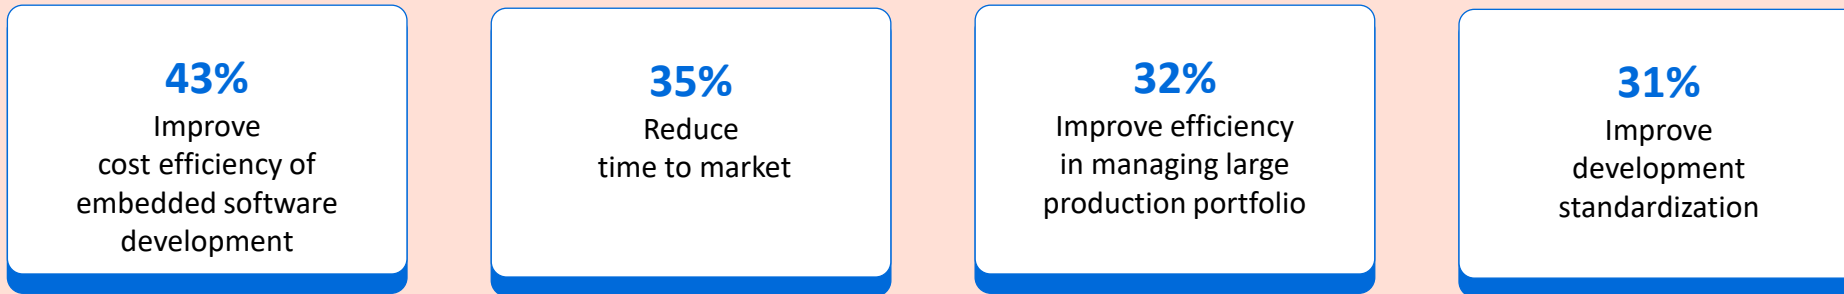 43%
Improve
cost efficiency of
embedded software
development
35%
Reduce
time to market
32%
Improve efficiency
in managing large
production portfolio
31%
Improve
development
standardization